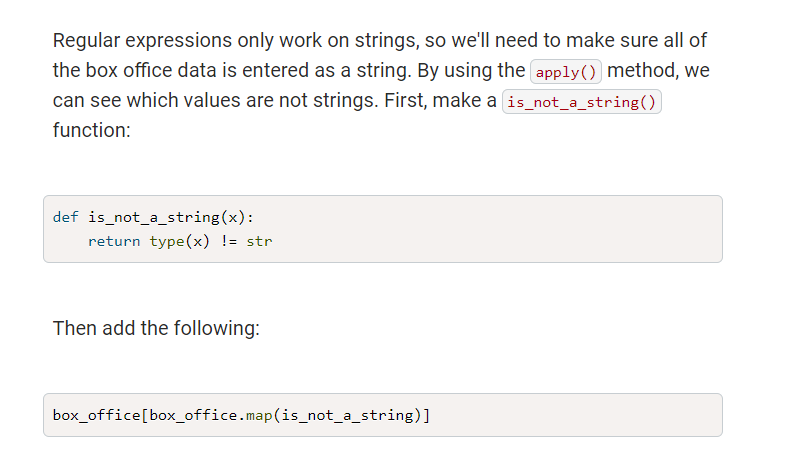 Regular expressions only work on strings, so we'll need to make sure all of
the box office data is entered as a string. By using the apply() method, we
can see which values are not strings. First, make a is_not_a_string()
function:
def is_not_a_string(x):
    return type(x) != str
Then add the following:
box_office[box_office.map(is_not_a_string)]